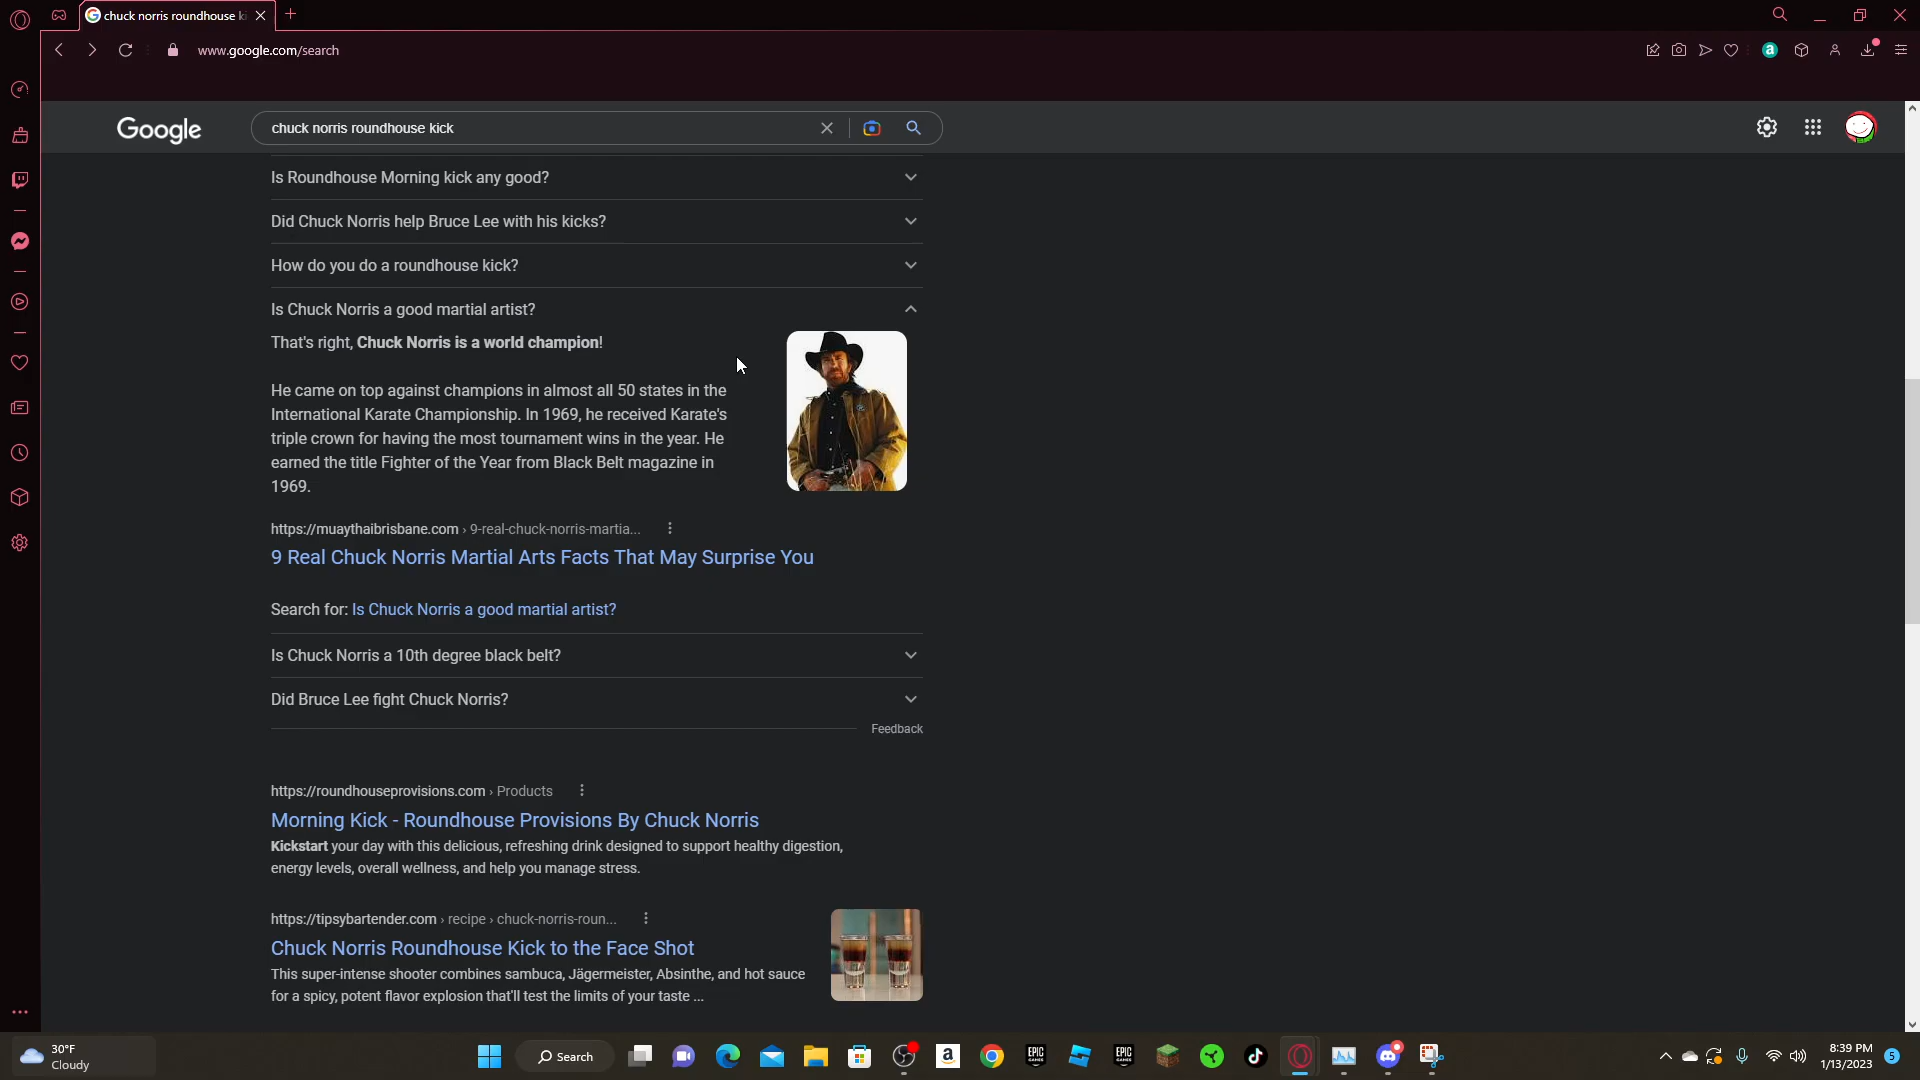 chuck norris roundhouse ki
www.google.com/search
Google
chuck norris roundhouse kick
Is Roundhouse Morning kick any good?
Did Chuck Norris help Bruce Lee with his kicks?
How do you do a roundhouse kick?
Is Chuck Norris a good martial artist?
That's right, Chuck Norris is a world champion!
He came on top against champions in almost all 50 states in the
International Karate Championship. In 1969, he received Karate's
triple crown for having the most tournament wins in the year. He
earned the title Fighter of the Year from Black Belt magazine in
1969.
https://muaythaibrisbane.com › 9-real-chuck-norris-martia...
9 Real Chuck Norris Martial Arts Facts That May Surprise You
Search for: Is Chuck Norris a good martial artist?
Is Chuck Norris a 10th degree black belt?
Did Bruce Lee fight Chuck Norris?
Feedback
https://roundhouseprovisions.com › Products
Morning Kick - Roundhouse Provisions By Chuck Norris
Kickstart your day with this delicious, refreshing drink designed to support healthy digestion,
energy levels, overall wellness, and help you manage stress.
https://tipsybartender.com › recipe › chuck-norris-roun...
Chuck Norris Roundhouse Kick to the Face Shot
This super-intense shooter combines sambuca, Jägermeister, Absinthe, and hot sauce
for a spicy, potent flavor explosion that'll test the limits of your taste ...
30°F
Cloudy
Search
EPIC GAMES
EPIC GAMES
8:39 PM
1/13/2023
5